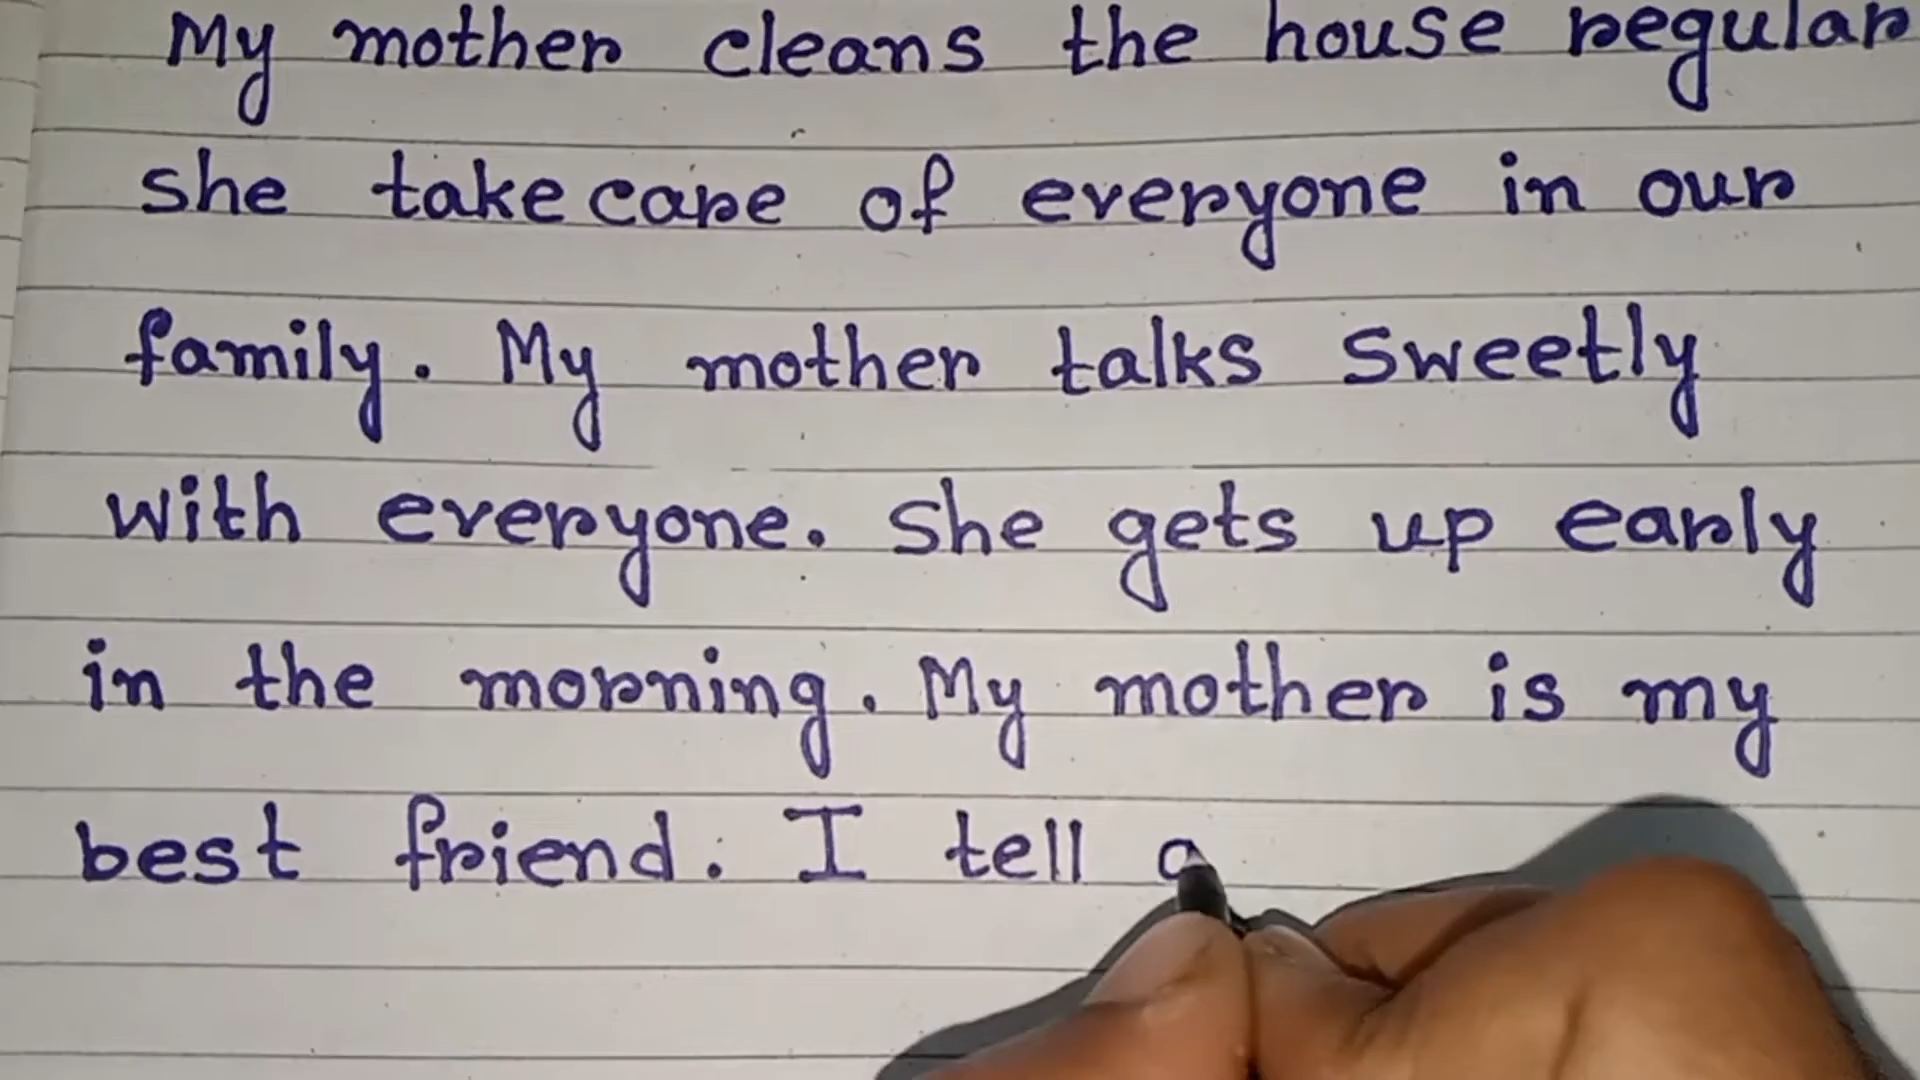 My mother cleans the house regular
she take care of everyone in our
family. My mother talks sweetly
with everyone. She gets up early
in the morning. My mother is my
best friend. I tell a